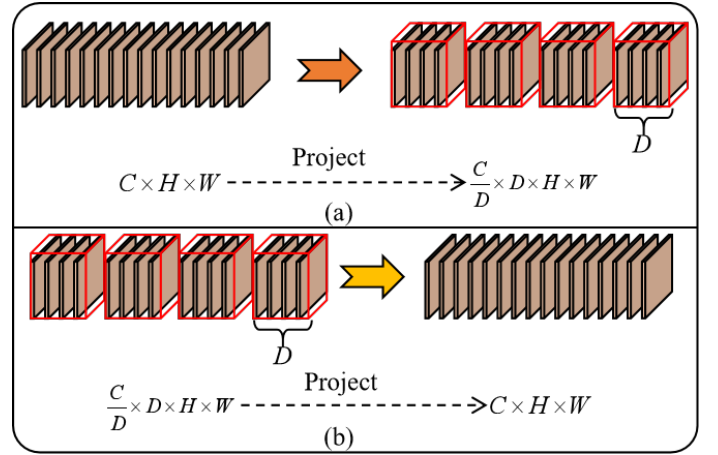 D
Project
C × H × W
C/D × D × H × W
(a)
D
Project
C/D × D × H × W
C × H × W
(b)